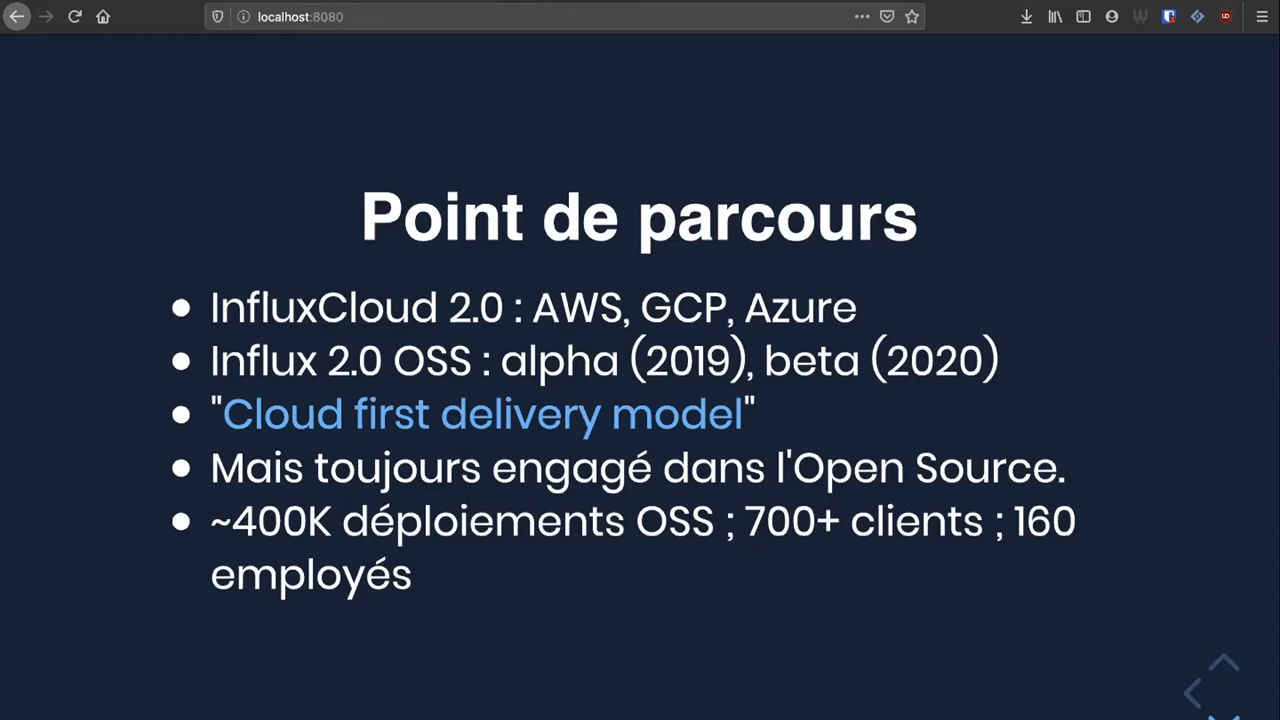 localhost:8080
Point de parcours
InfluxCloud 2.0 : AWS, GCP, Azure
Influx 2.0 OSS : alpha (2019), beta (2020)
"Cloud first delivery model"
Mais toujours engagé dans l'Open Source.
~400K déploiements OSS ; 700+ clients ; 160
employés